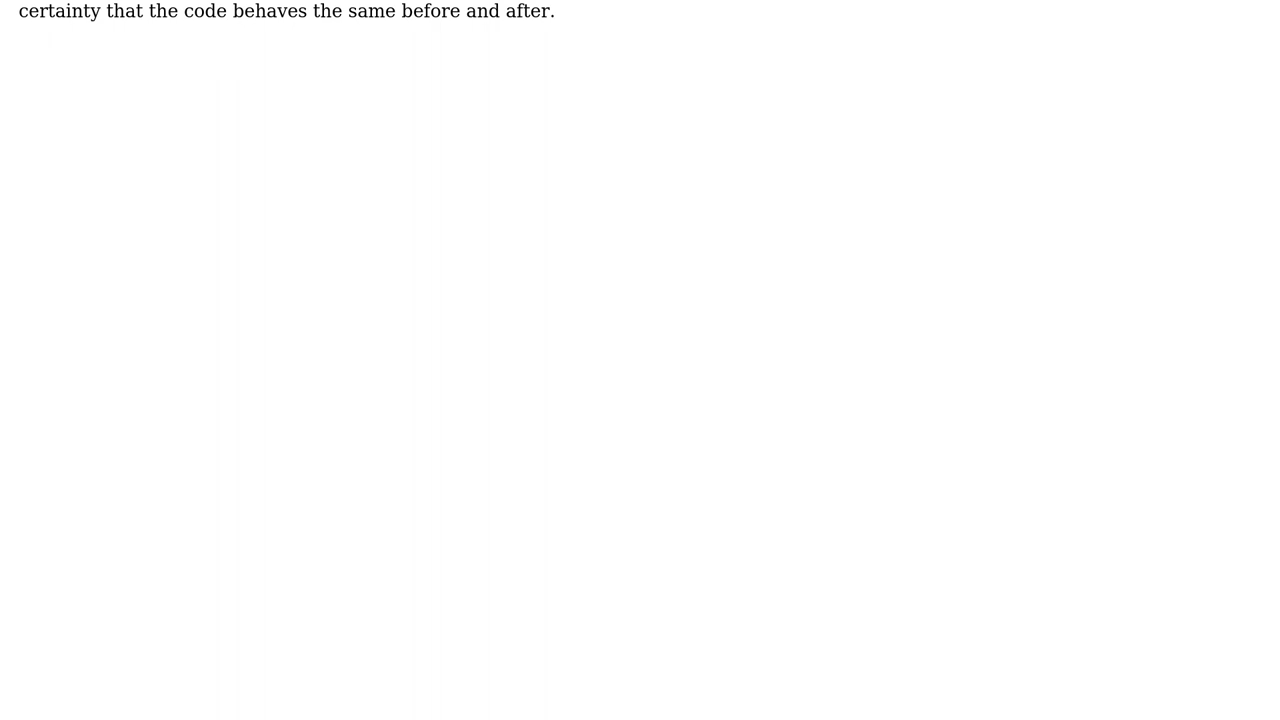 certainty that the code behaves the same before and after.